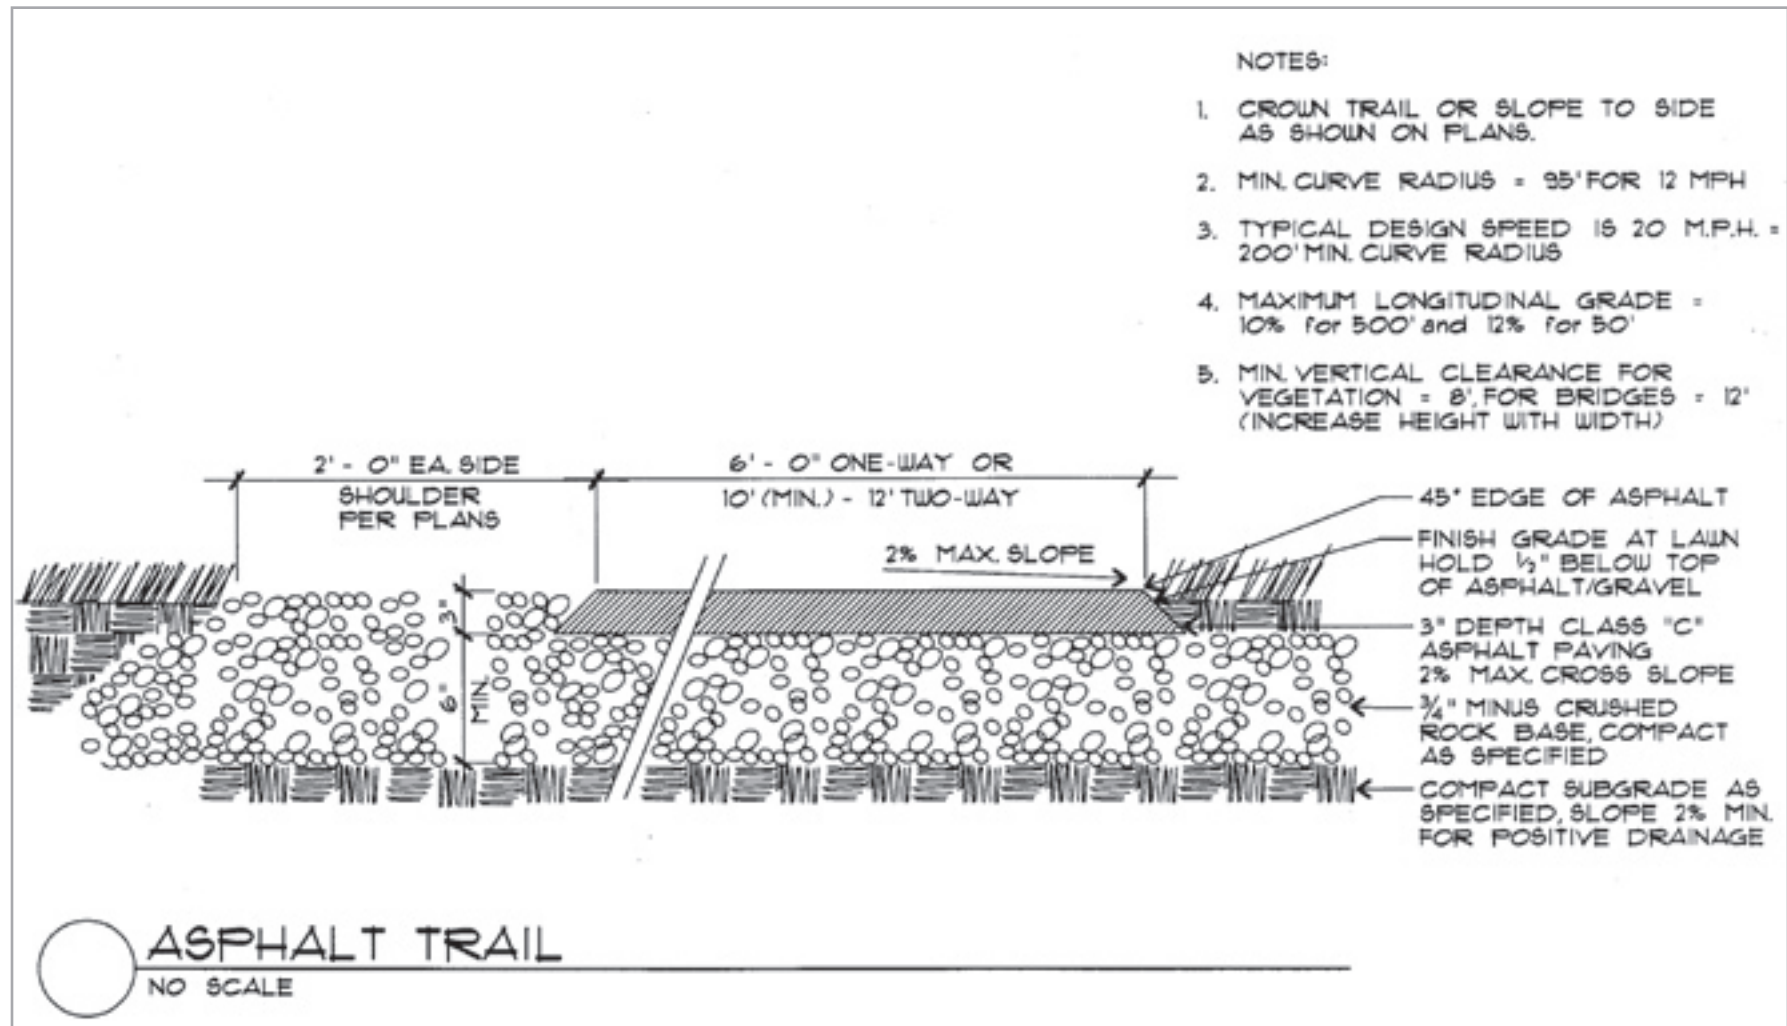 NOTES:
1. CROWN TRAIL OR SLOPE TO SIDE
AS SHOWN ON PLANS.
2. MIN. CURVE RADIUS = 95' FOR 12 MPH
3. TYPICAL DESIGN SPEED IS 20 M.P.H. =
200' MIN. CURVE RADIUS
4. MAXIMUM LONGITUDINAL GRADE =
10% for 500' and 12% for 50'
5. MIN. VERTICAL CLEARANCE FOR
VEGETATION = 8', FOR BRIDGES = 12'
(INCREASE HEIGHT WITH WIDTH)
2' - 0" EA. SIDE
SHOULDER
PER PLANS
6' - 0" ONE-WAY OR
10' (MIN.) - 12' TWO-WAY
2% MAX. SLOPE
3"
6"
MIN.
45° EDGE OF ASPHALT
FINISH GRADE AT LAWN
HOLD ½" BELOW TOP
OF ASPHALT/GRAVEL
3" DEPTH CLASS "C"
ASPHALT PAVING
2% MAX. CROSS SLOPE
¾" MINUS CRUSHED
ROCK BASE, COMPACT
AS SPECIFIED
COMPACT SUBGRADE AS
SPECIFIED, SLOPE 2% MIN.
FOR POSITIVE DRAINAGE
ASPHALT TRAIL
NO SCALE